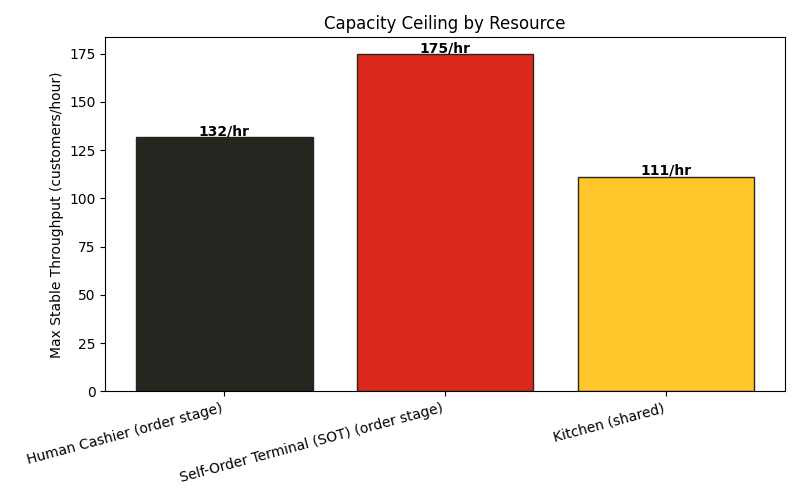 Capacity Ceiling by Resource
Max Stable Throughput (customers/hour)
175
150
125
100
75
50
25
0
132/hr
175/hr
111/hr
Human Cashier (order stage)
Self-Order Terminal (SOT) (order stage)
Kitchen (shared)